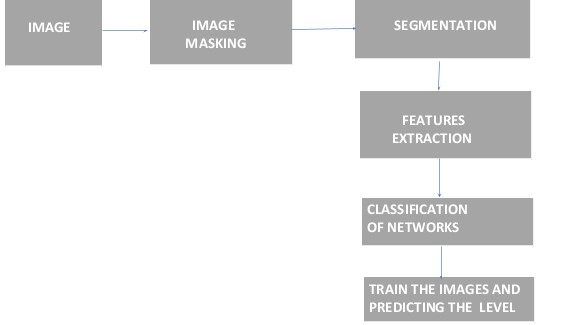 IMAGE
IMAGE
MASKING
SEGMENTATION
FEATURES
EXTRACTION
CLASSIFICATION
OF NETWORKS
TRAIN THE IMAGES AND
PREDICTING THE LEVEL